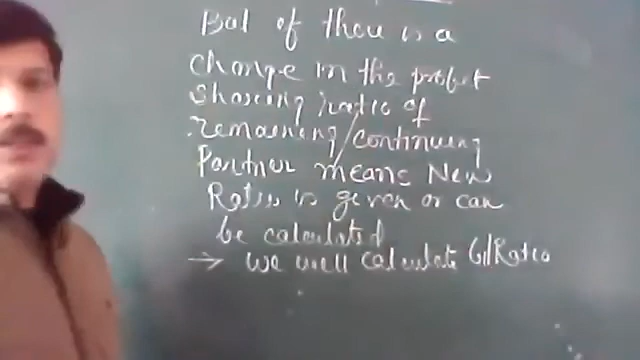 But if there is a
change in the profit
sharing ratio of
remaining/continuing
Partner means New
Ratio is given or can
be calculated
→ we will calculate G/Ratio